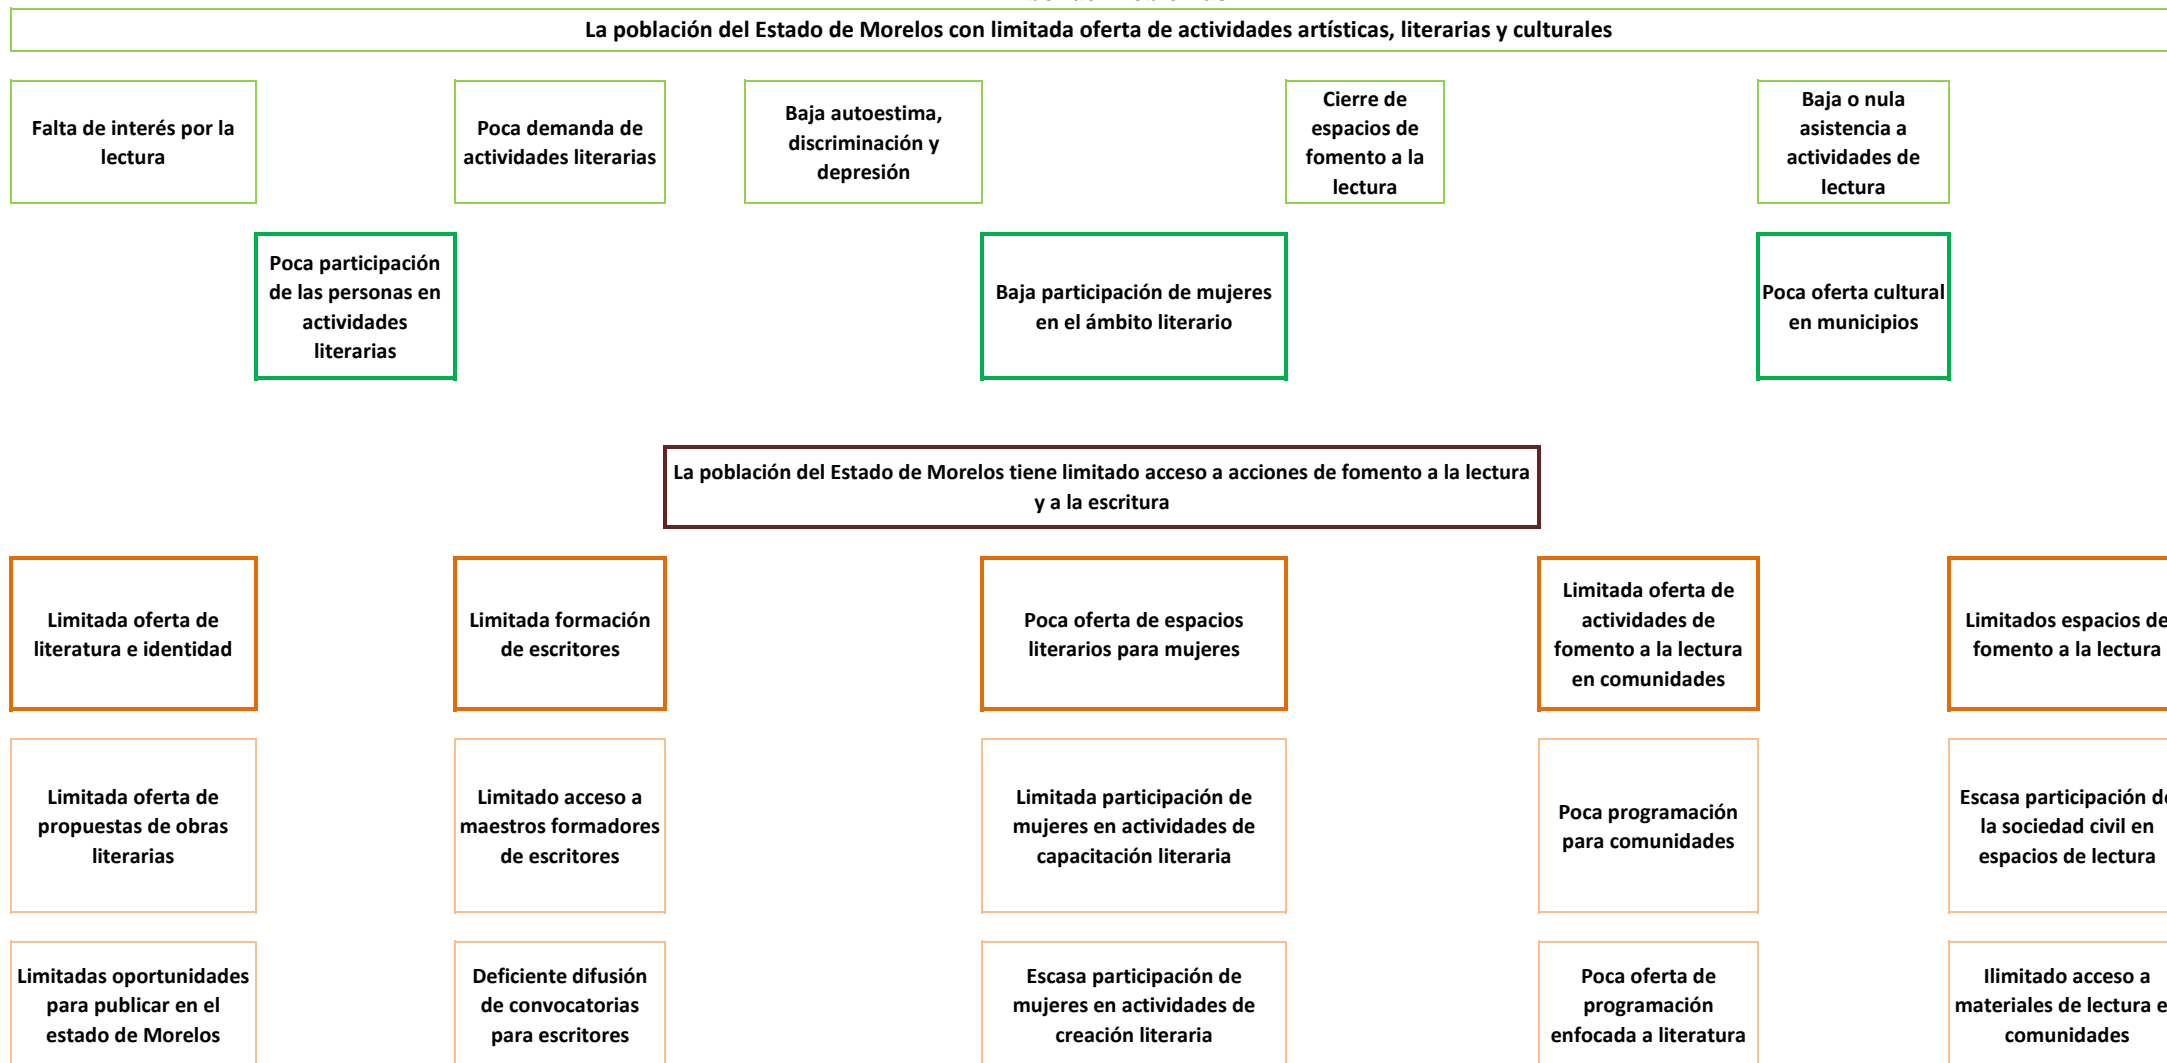 La población del Estado de Morelos con limitada oferta de actividades artísticas, literarias y culturales
Falta de interés por la
lectura
Poca demanda de
actividades literarias
Baja autoestima,
discriminación y
depresión
Cierre de
espacios de
fomento a la
lectura
Baja o nula
asistencia a
actividades de
lectura
Poca participación
de las personas en
actividades
literarias
Baja participación de mujeres
en el ámbito literario
Poca oferta cultural
en municipios
La población del Estado de Morelos tiene limitado acceso a acciones de fomento a la lectura
y a la escritura
Limitada oferta de
literatura e identidad
Limitada formación
de escritores
Poca oferta de espacios
literarios para mujeres
Limitada oferta de
actividades de
fomento a la lectura
en comunidades
Limitados espacios de
fomento a la lectura
Limitada oferta de
propuestas de obras
literarias
Limitado acceso a
maestros formadores
de escritores
Limitada participación de
mujeres en actividades de
capacitación literaria
Poca programación
para comunidades
Escasa participación de
la sociedad civil en
espacios de lectura
Limitadas oportunidades
para publicar en el
estado de Morelos
Deficiente difusión
de convocatorias
para escritores
Escasa participación de
mujeres en actividades de
creación literaria
Poca oferta de
programación
enfocada a literatura
Ilimitado acceso a
materiales de lectura e
comunidades